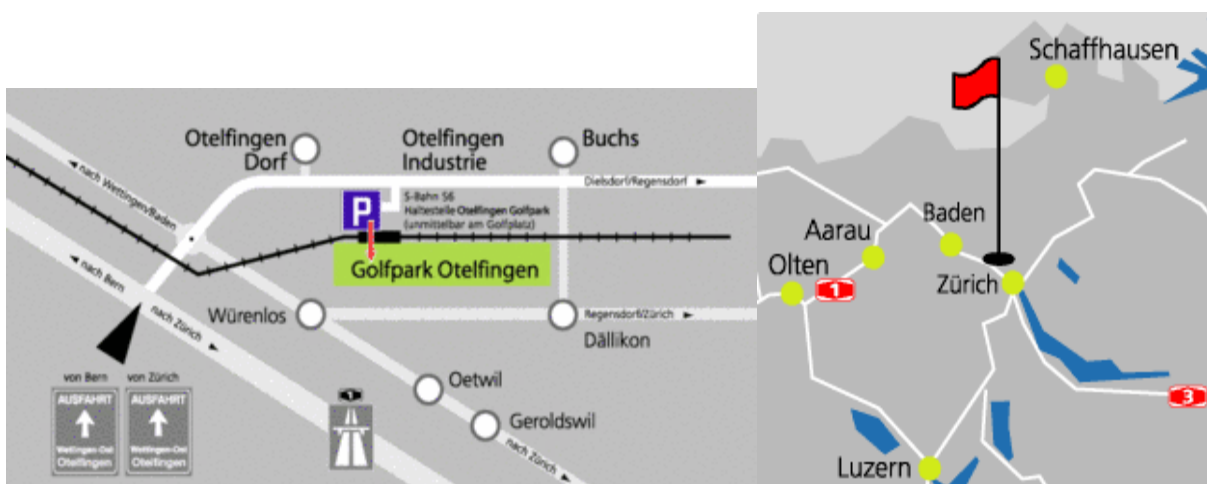 Otelfingen
Dorf
Otelfingen
Industrie
Buchs
nach Wettingen/Baden
Dielsdorf/Regensdorf
P
S-Bahn S6
Haltestelle Otelfingen Golfpark
(unmittelbar am Golfplatz)
Golfpark Otelfingen
nach Bern
nach Zürich
Würenlos
Regensdorf/Zürich
Dällikon
von Bern
von Zürich
AUSFAHRT
Wettingen-Ost
Otelfingen
AUSFAHRT
Wettingen-Ost
Otelfingen
1
Oetwil
Geroldswil
nach Zürich
Schaffhausen
Baden
Aarau
Olten
1
Zürich
3
Luzern